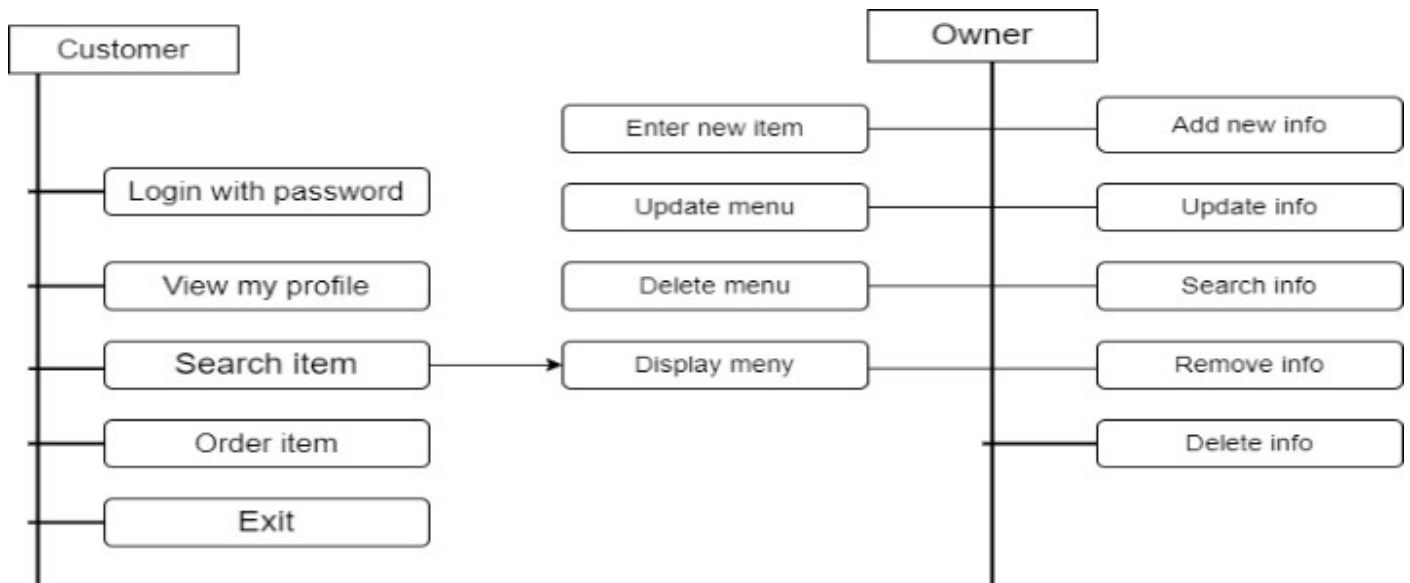 Customer
Owner
Enter new item
Add new info
Login with password
Update menu
Update info
View my profile
Delete menu
Search info
Search item
Display meny
Remove info
Order item
Delete info
Exit